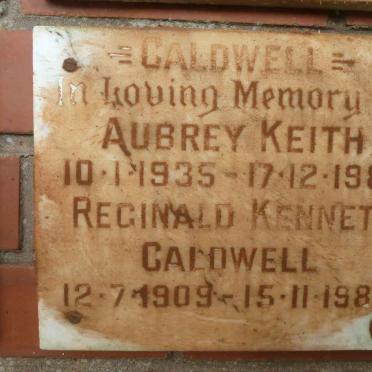 CALDWELL
In Loving Memory
AUBREY KEITH
10·1·1935 - 17·12·198
REGINALD KENNET
CALDWELL
12·7·1909 - 15·11·198